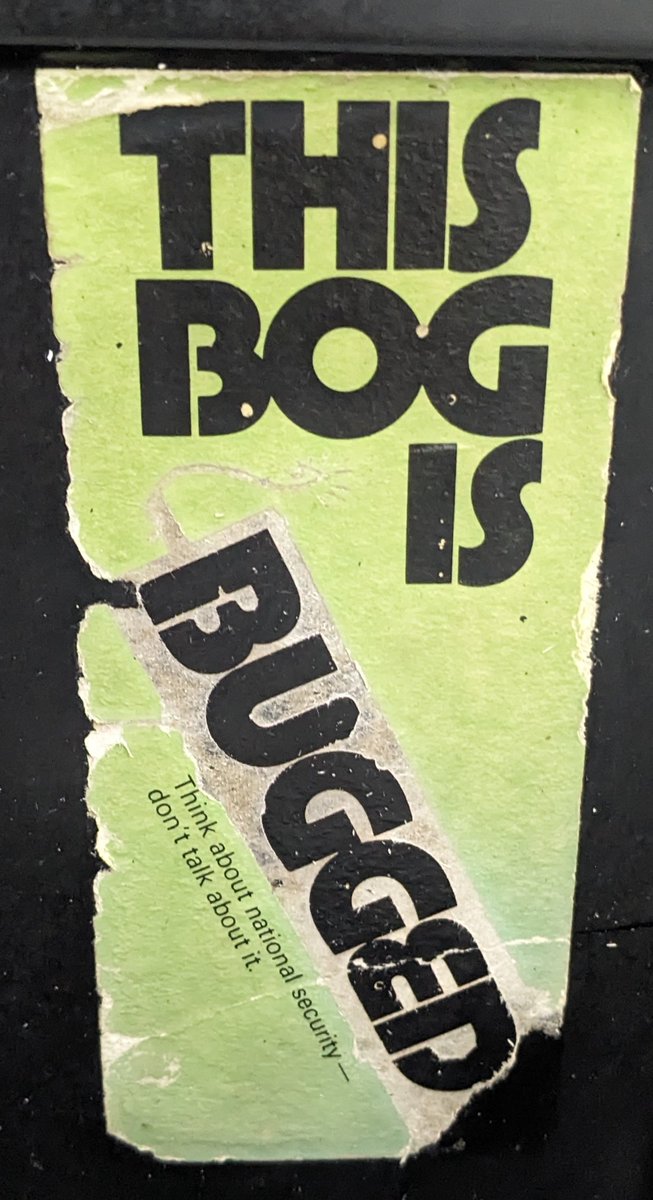 THIS
BOG
IS
BUGGED
Think about national security –
don't talk about it.